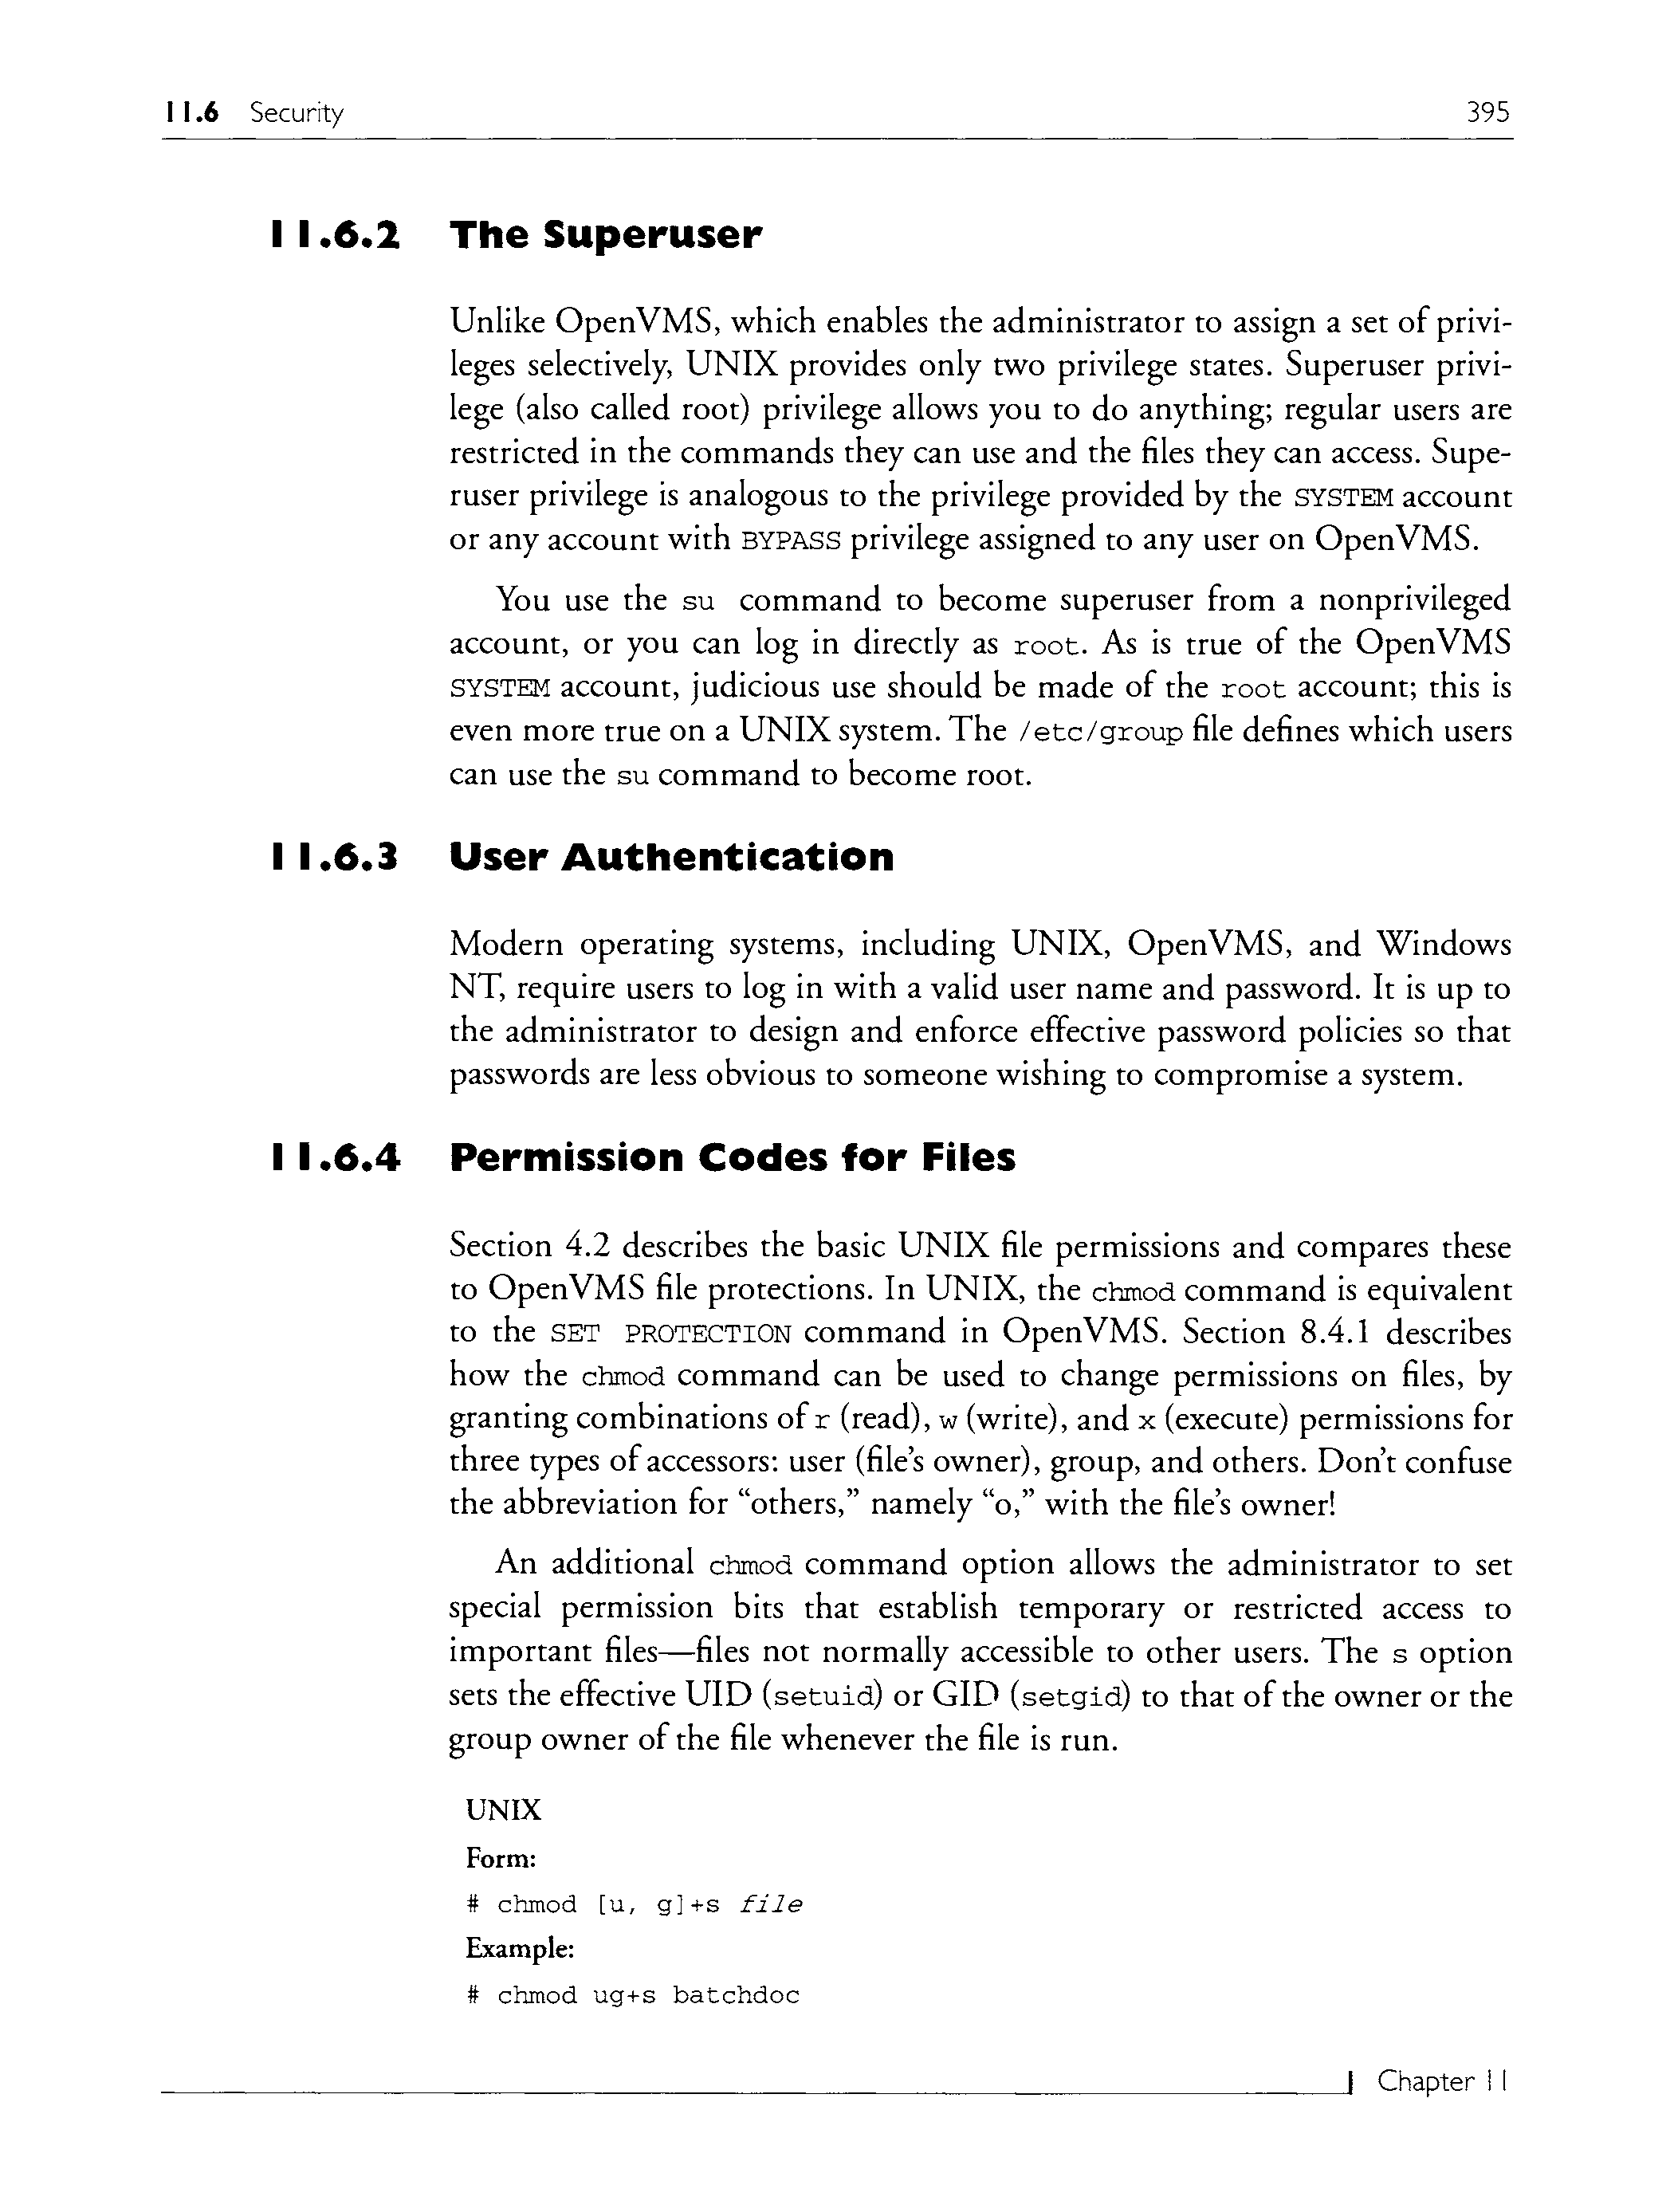 11.6 Security 395
11.6.2 The Superuser
Unlike OpenVMS, which enables the administrator to assign a set of privi-
leges selectively, UNIX provides only two privilege states. Superuser privi-
lege (also called root) privilege allows you to do anything; regular users are
restricted in the commands they can use and the files they can access. Supe-
ruser privilege is analogous to the privilege provided by the SYSTEM account
or any account with BYPASS privilege assigned to any user on OpenVMS.
You use the su command to become superuser from a nonprivileged
account, or you can log in directly as root. As is true of the OpenVMS
SYSTEM account, judicious use should be made of the root account; this is
even more true on a UNIX system. The /etc/group file defines which users
can use the su command to become root.
11.6.3 User Authentication
Modern operating systems, including UNIX, OpenVMS, and Windows
NT, require users to log in with a valid user name and password. It is up to
the administrator to design and enforce effective password policies so that
passwords are less obvious to someone wishing to compromise a system.
11.6.4 Permission Codes for Files
Section 4.2 describes the basic UNIX file permissions and compares these
to OpenVMS file protections. In UNIX, the chmod command is equivalent
to the SET PROTECTION command in OpenVMS. Section 8.4.1 describes
how the chmod command can be used to change permissions on files, by
granting combinations of r (read), w (write), and x (execute) permissions for
three types of accessors: user (file's owner), group, and others. Don't confuse
the abbreviation for “others,” namely “o,” with the file's owner!
An additional chmod command option allows the administrator to set
special permission bits that establish temporary or restricted access to
important files—files not normally accessible to other users. The s option
sets the effective UID (setuid) or GID (setgid) to that of the owner or the
group owner of the file whenever the file is run.
UNIX
Form:
# chmod [u, g]+s file
Example:
# chmod ug+s batchdoc
Chapter 11